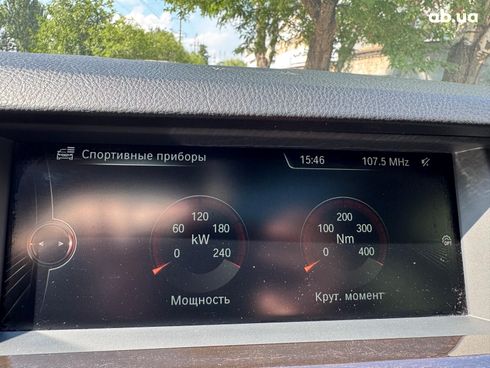 ab.ua
Спортивные приборы
15:46
107.5 MHz
120
60 180
kW
0 240
Мощность
200
100 300
Nm
0 400
Крут. момент